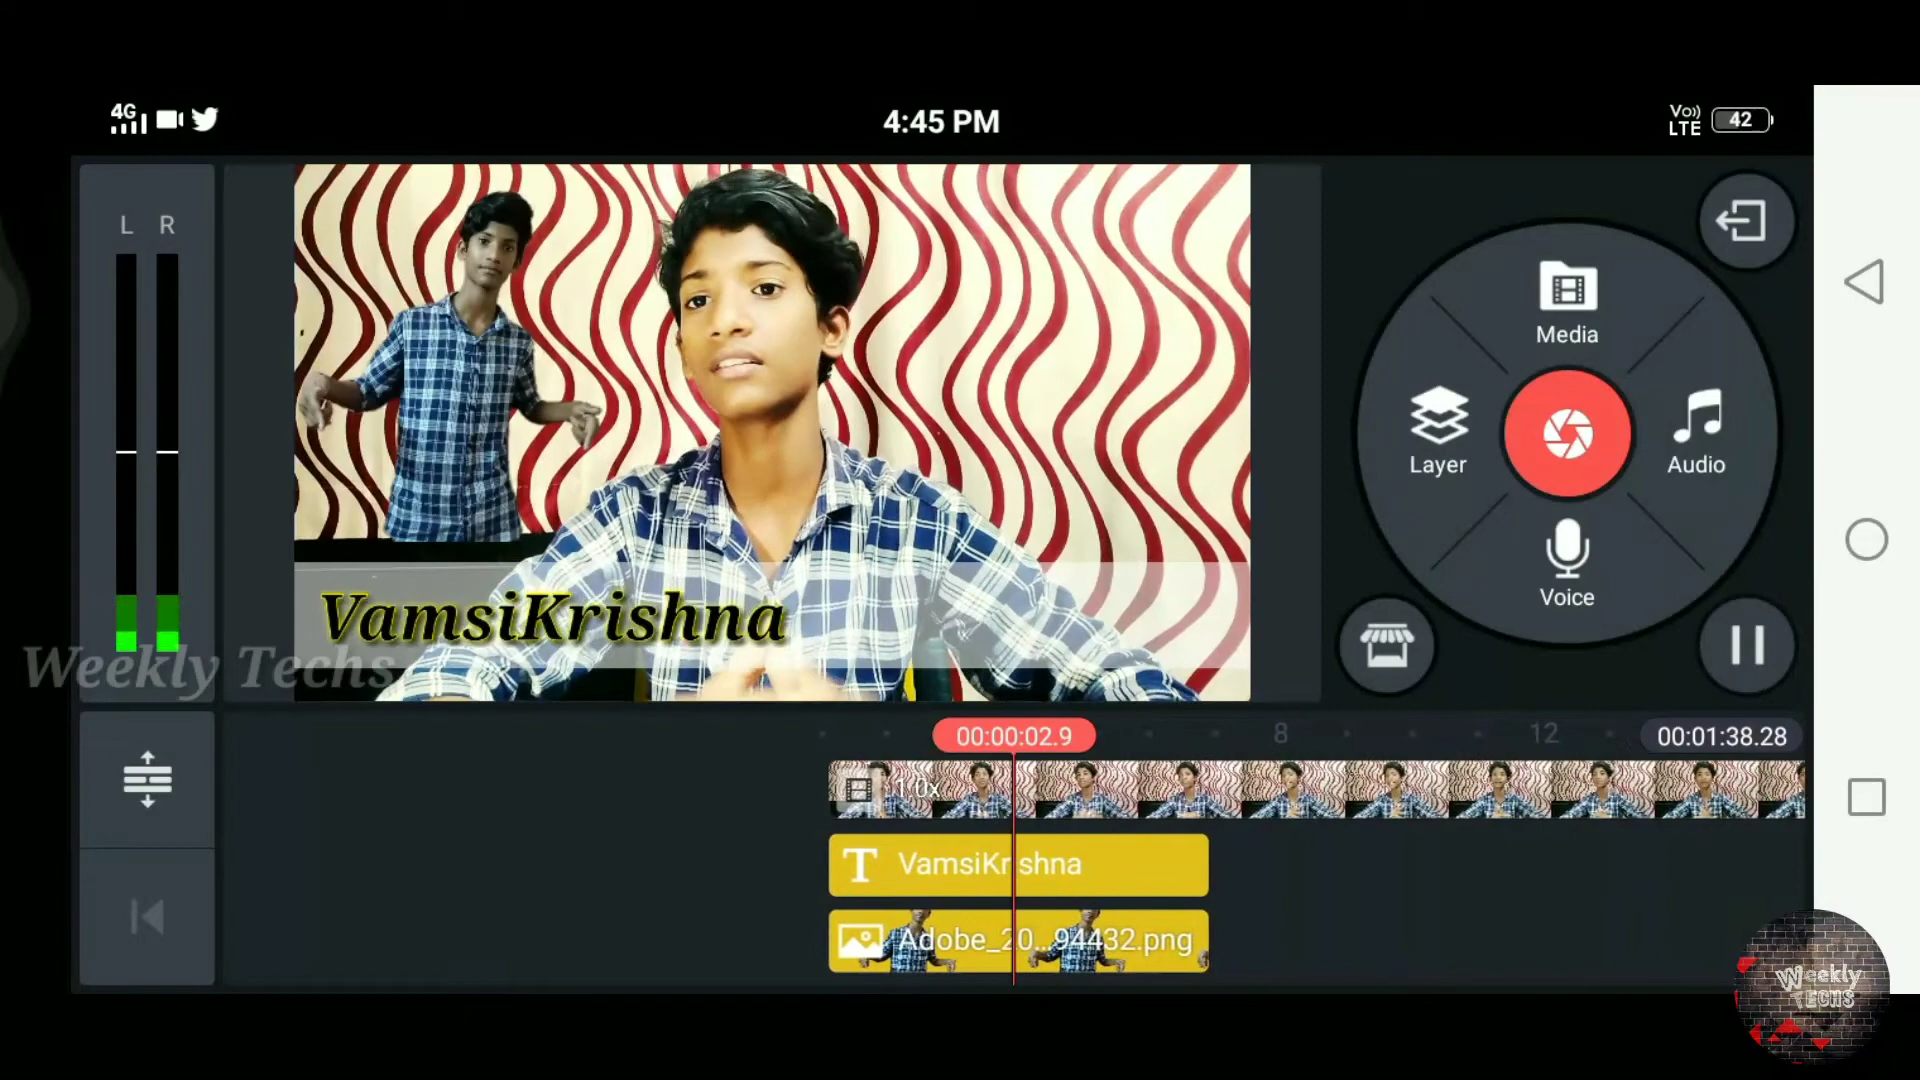 4G
4:45 PM
Vo))
LTE
42
L R
Media
Layer
Audio
Voice
VamsiKrishna
Weekly Techs
00:00:02.9
8
12
00:01:38.28
1.0x
T VamsiKrishna
Adobe_20...94432.png
Weekly
TECHS